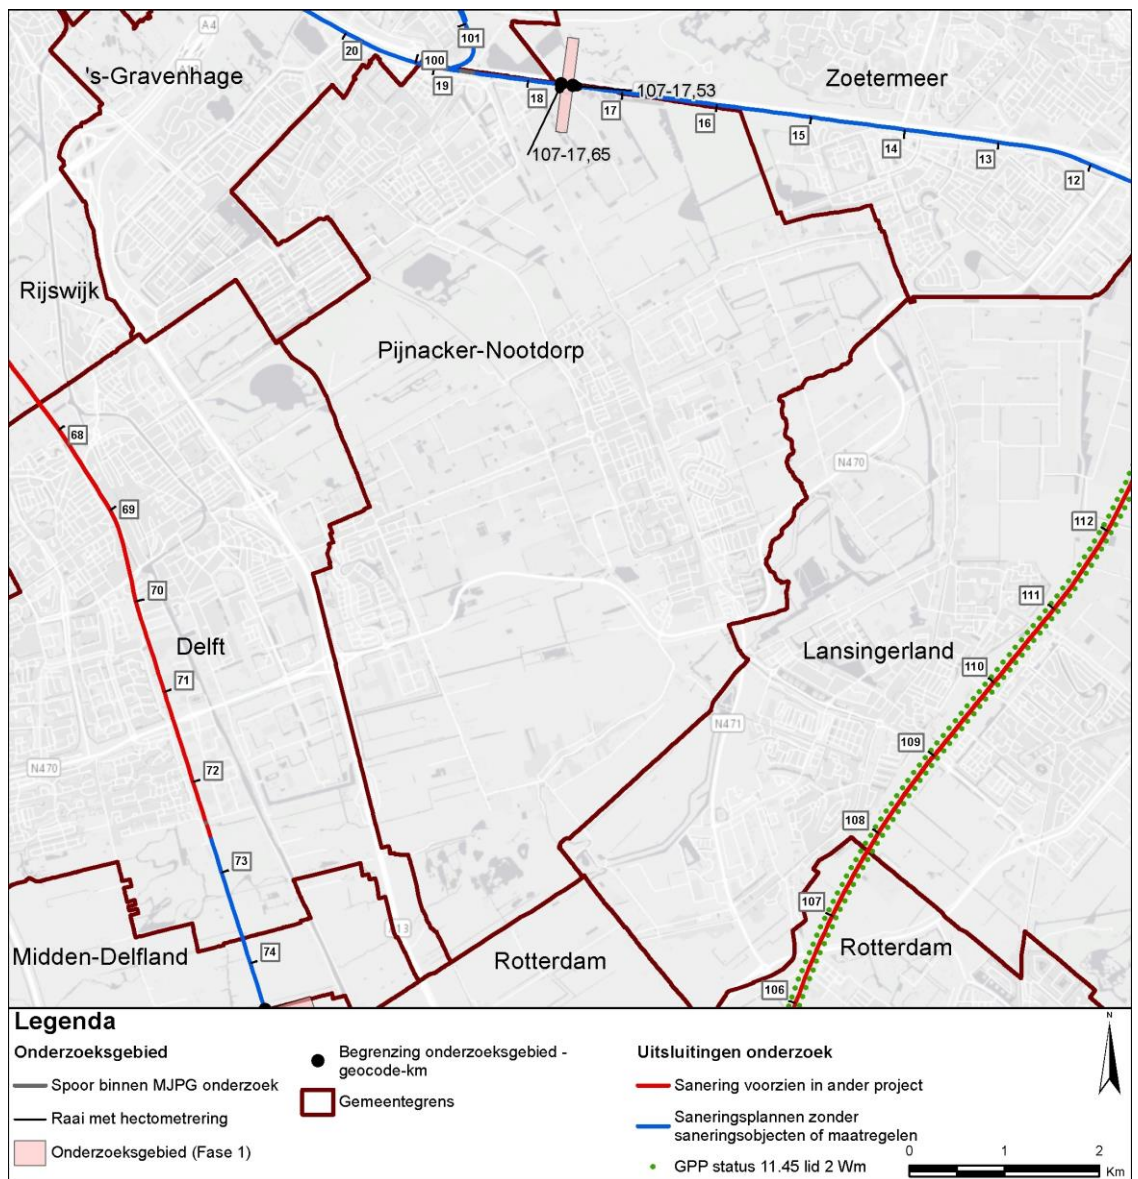 A4
20
100
101
19
18
17
16
15
14
13
12
107-17,53
107-17,65
's-Gravenhage
Zoetermeer
Rijswijk
Pijnacker-Nootdorp
68
69
70
71
72
73
74
Delft
N470
N470
N471
Lansingerland
112
111
110
109
108
107
106
Midden-Delfland
Rotterdam
Rotterdam
Legenda
Onderzoeksgebied
Spoor binnen MJPG onderzoek
Raai met hectometrering
Onderzoeksgebied (Fase 1)
Begrenzing onderzoeksgebied -
geocode-km
Gemeentegrens
Uitsluitingen onderzoek
Sanering voorzien in ander project
Saneringsplannen zonder
saneringsobjecten of maatregelen
GPP status 11.45 lid 2 Wm
N
0
1
2
Km